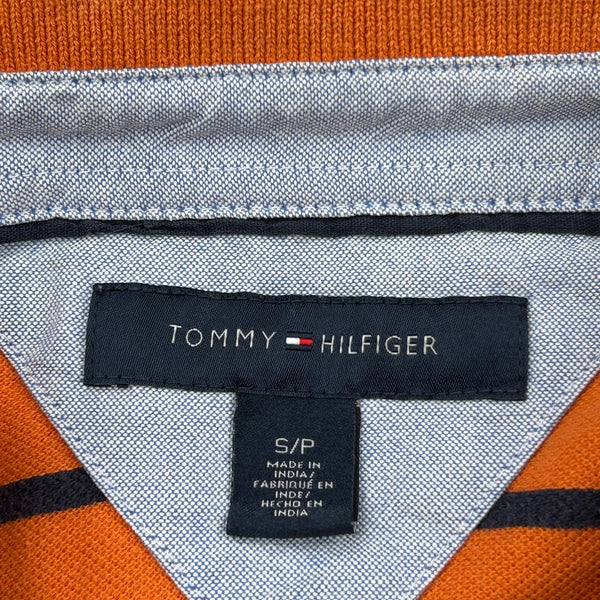 TOMMY HILFIGER
S/P
MADE IN
INDIA/
FABRIQUÉ EN
INDE/
HECHO EN
INDIA